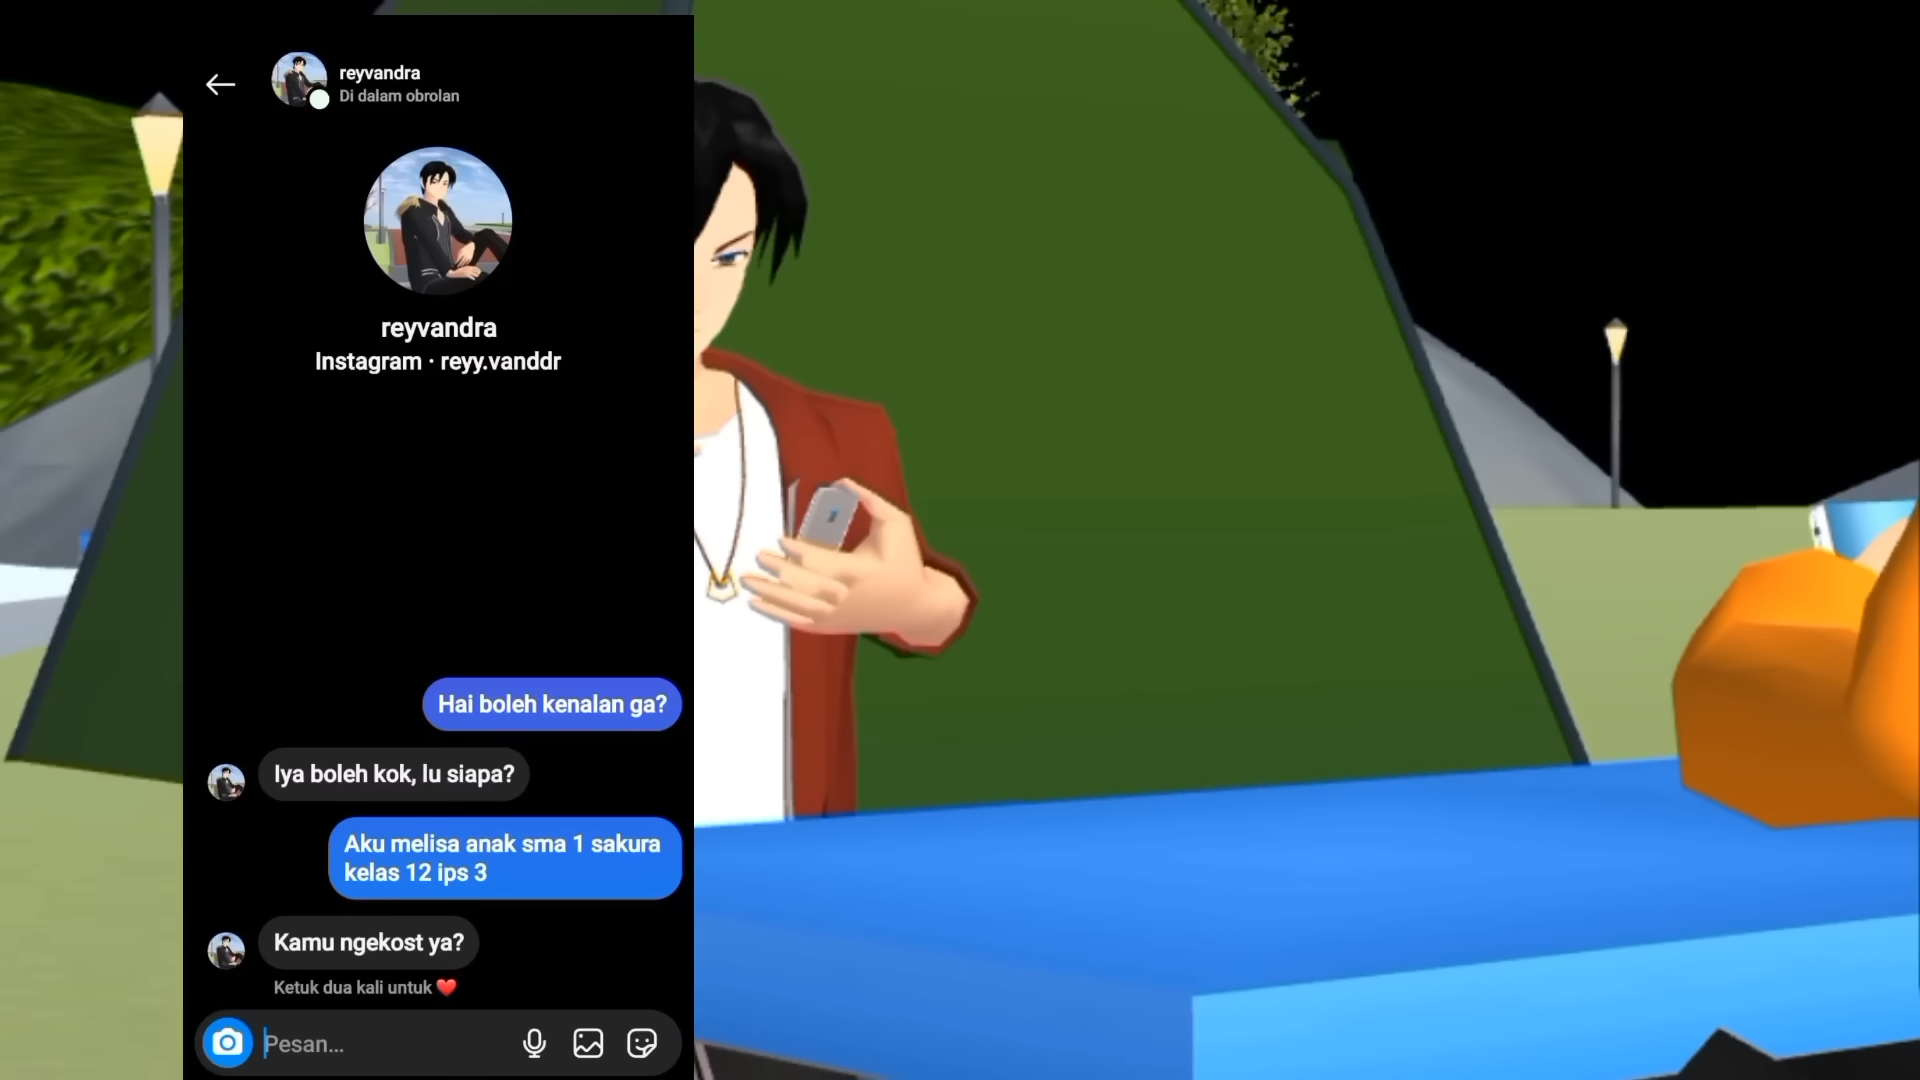 reyvandra
Di dalam obrolan
reyvandra
Instagram · reyy.vanddr
Hai boleh kenalan ga?
Iya boleh kok, lu siapa?
Aku melisa anak sma 1 sakura
kelas 12 ips 3
Kamu ngekost ya?
Ketuk dua kali untuk ❤️
Pesan...